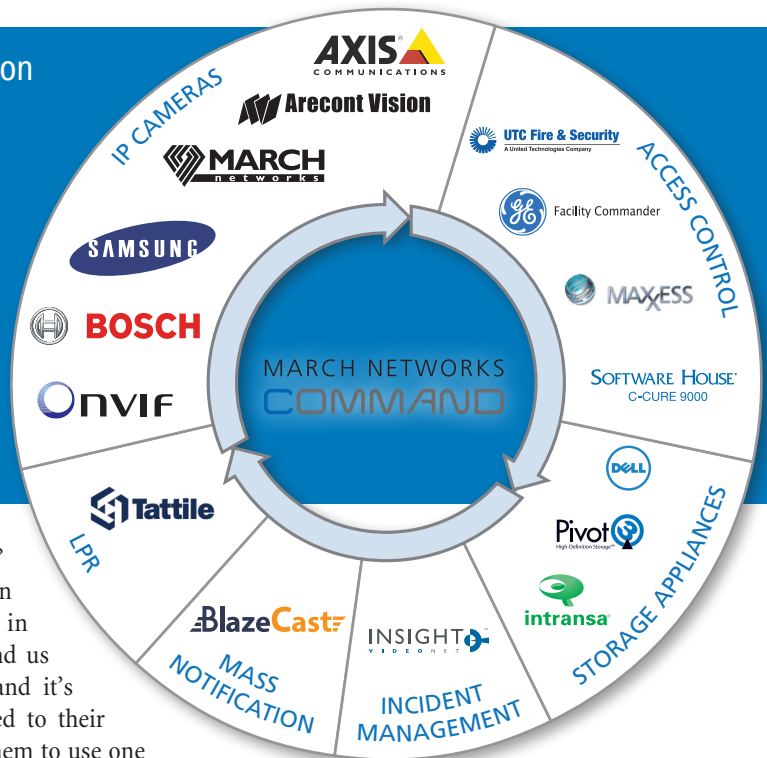 on
IP CAMERAS
AXIS
COMMUNICATIONS
Arecont Vision
MARCH
networks
SAMSUNG
BOSCH
ONVIF
ACCESS CONTROL
UTC Fire & Security
A United Technologies Company
GE
Facility Commander
MAXXESS
SOFTWARE HOUSE
C-CURE 9000
MARCH NETWORKS
COMMAND
DELL
Pivot3
High-Definition Storage™
intransa
STORAGE APPLIANCES
LPR
Tattile
BlazeCast
MASS
NOTIFICATION
INSIGHT
VIDEONET
INCIDENT
MANAGEMENT
,
n
in
nd us
and it's
ed to their
hem to use one